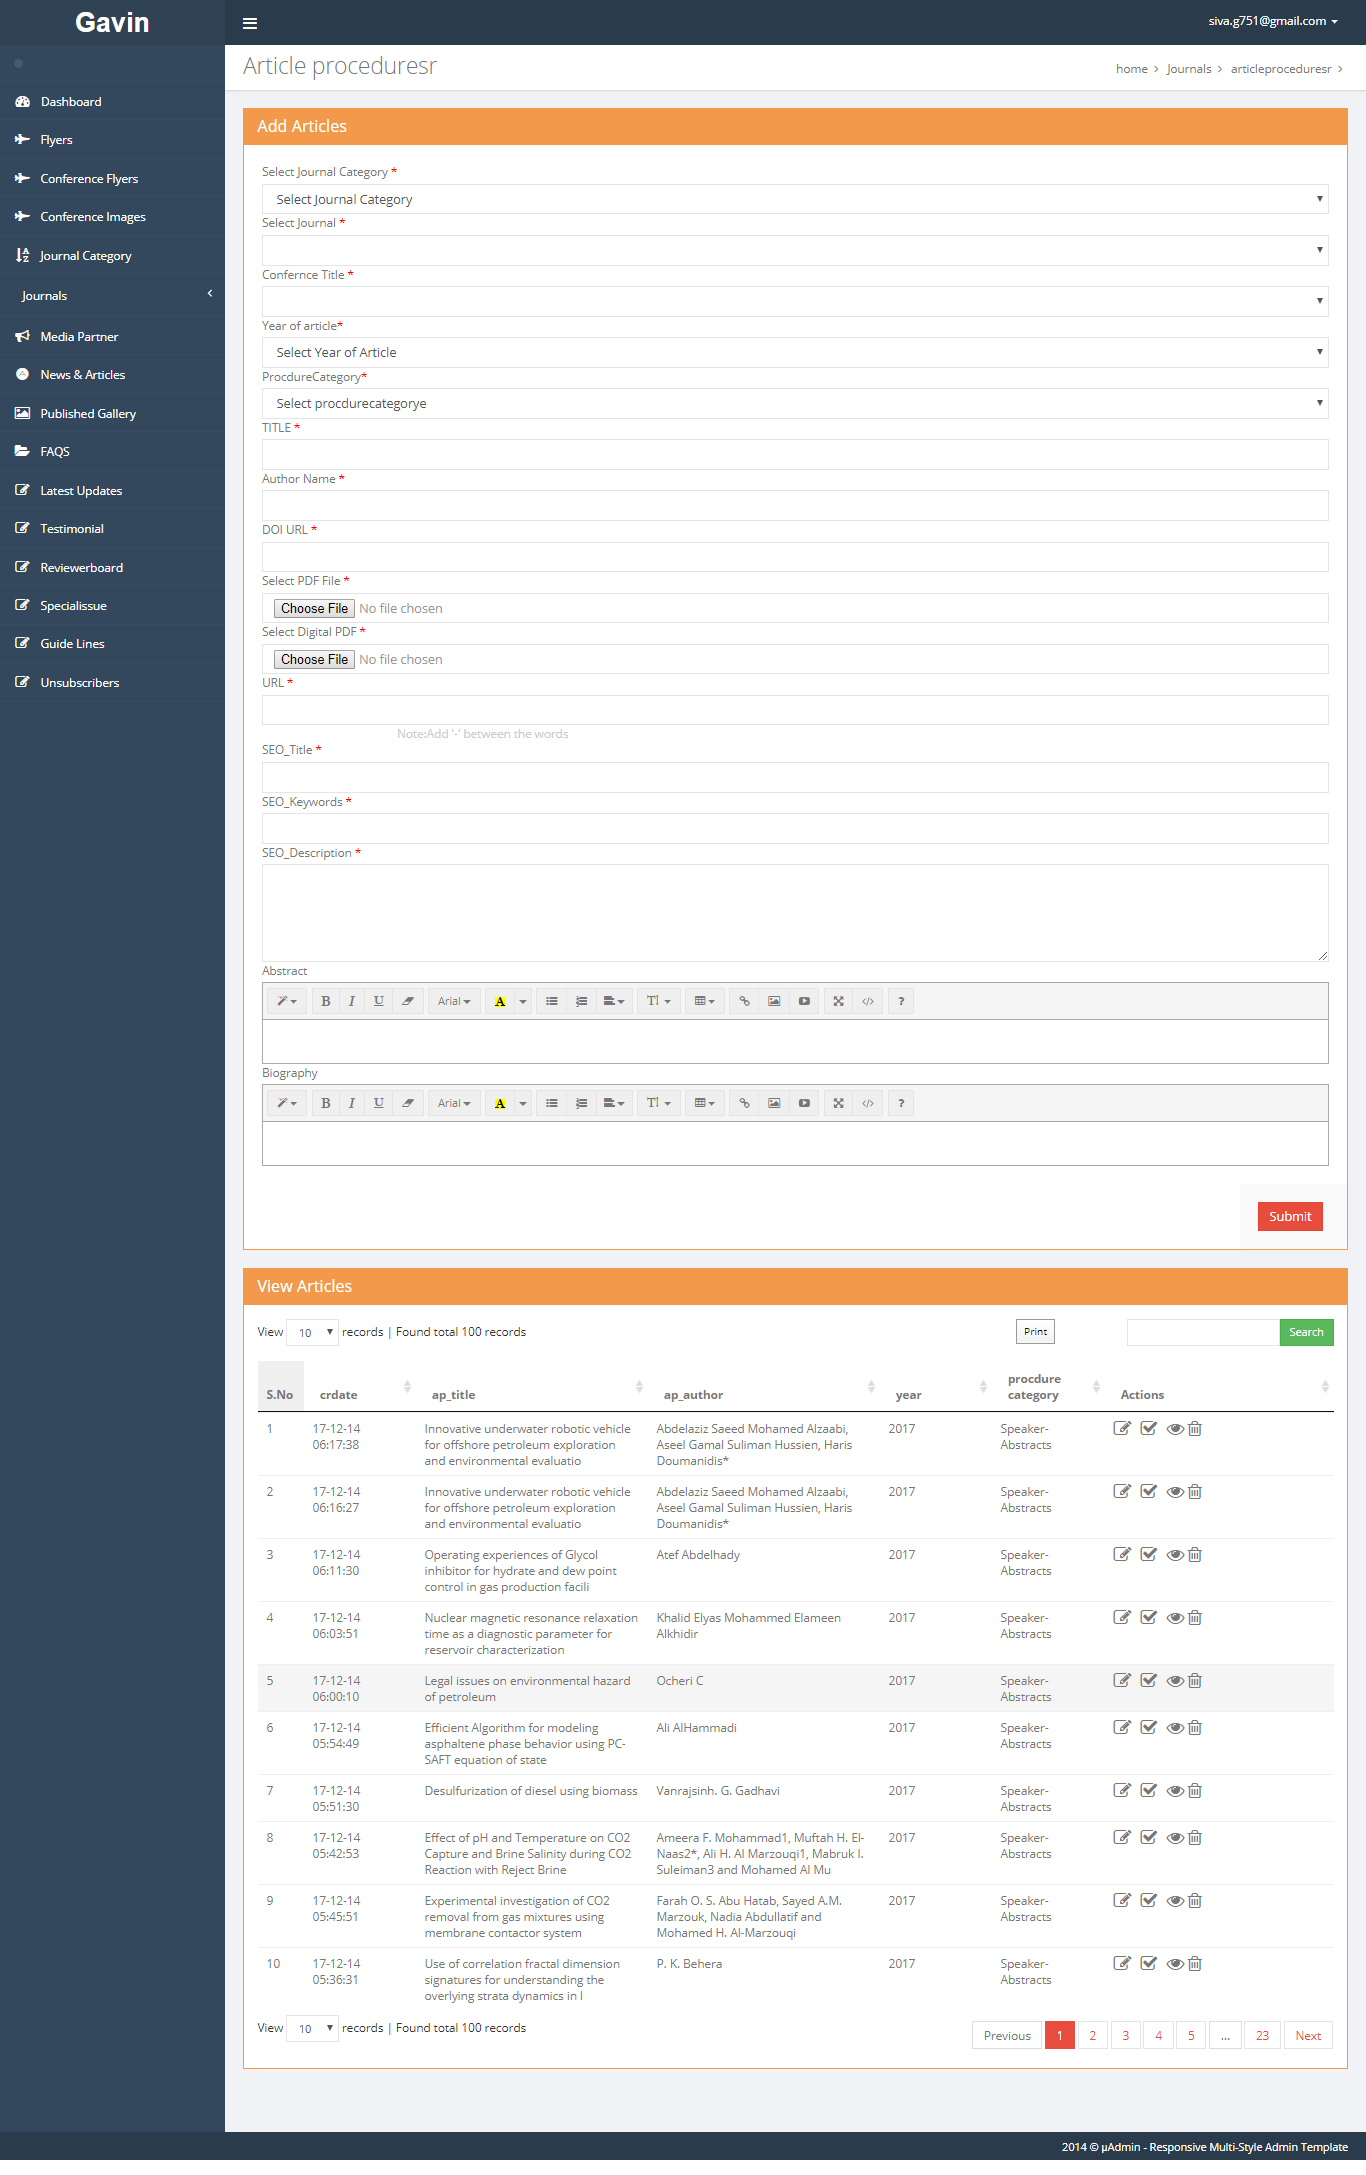 Gavin
siva.g751@gmail.com
Article proceduresr
home > Journals > articleproceduresr >
Dashboard
Flyers
Conference Flyers
Conference Images
Journal Category
Journals
Media Partner
News & Articles
Published Gallery
FAQS
Latest Updates
Testimonial
Reviewerboard
Specialissue
Guide Lines
Unsubscribers
Add Articles
Select Journal Category *
Select Journal Category
Select Journal *
Confernce Title *
Year of article*
Select Year of Article
ProcdureCategory*
Select procdurecategorye
TITLE *
Author Name *
DOI URL *
Select PDF File *
Choose File No file chosen
Select Digital PDF *
Choose File No file chosen
URL *
Note:Add '-' between the words
SEO_Title *
SEO_Keywords *
SEO_Description *
Abstract
B I U Arial A TI </> ?
Biography
B I U Arial A TI </> ?
Submit
View Articles
View 10 records | Found total 100 records Print Search
S.No crdate ap_title ap_author year procdure category Actions
1 17-12-14 Innovative underwater robotic vehicle Abdelaziz Saeed Mohamed Alzaabi, 2017 Speaker-
06:17:38 for offshore petroleum exploration Aseel Gamal Suliman Hussien, Haris Abstracts
and environmental evaluatio Doumanidis*
2 17-12-14 Innovative underwater robotic vehicle Abdelaziz Saeed Mohamed Alzaabi, 2017 Speaker-
06:16:27 for offshore petroleum exploration Aseel Gamal Suliman Hussien, Haris Abstracts
and environmental evaluatio Doumanidis*
3 17-12-14 Operating experiences of Glycol Atef Abdelhady 2017 Speaker-
06:11:30 inhibitor for hydrate and dew point Abstracts
control in gas production facili
4 17-12-14 Nuclear magnetic resonance relaxation Khalid Elyas Mohammed Elameen 2017 Speaker-
06:03:51 time as a diagnostic parameter for Alkhidir Abstracts
reservoir characterization
5 17-12-14 Legal issues on environmental hazard Ocheri C 2017 Speaker-
06:00:10 of petroleum Abstracts
6 17-12-14 Efficient Algorithm for modeling Ali AlHammadi 2017 Speaker-
05:54:49 asphaltene phase behavior using PC- Abstracts
SAFT equation of state
7 17-12-14 Desulfurization of diesel using biomass Vanrajsinh. G. Gadhavi 2017 Speaker-
05:51:30 Abstracts
8 17-12-14 Effect of pH and Temperature on CO2 Ameera F. Mohammad1, Muftah H. El- 2017 Speaker-
05:42:53 Capture and Brine Salinity during CO2 Naas2*, Ali H. Al Marzouqi1, Mabruk I. Abstracts
Reaction with Reject Brine Suleiman3 and Mohamed Al Mu
9 17-12-14 Experimental investigation of CO2 Farah O. S. Abu Hatab, Sayed A.M. 2017 Speaker-
05:45:51 removal from gas mixtures using Marzouk, Nadia Abdullatif and Abstracts
membrane contactor system Mohamed H. Al-Marzouqi
10 17-12-14 Use of correlation fractal dimension P. K. Behera 2017 Speaker-
05:36:31 signatures for understanding the Abstracts
overlying strata dynamics in l
View 10 records | Found total 100 records
Previous 1 2 3 4 5 ... 23 Next
2014 © µAdmin - Responsive Multi-Style Admin Template